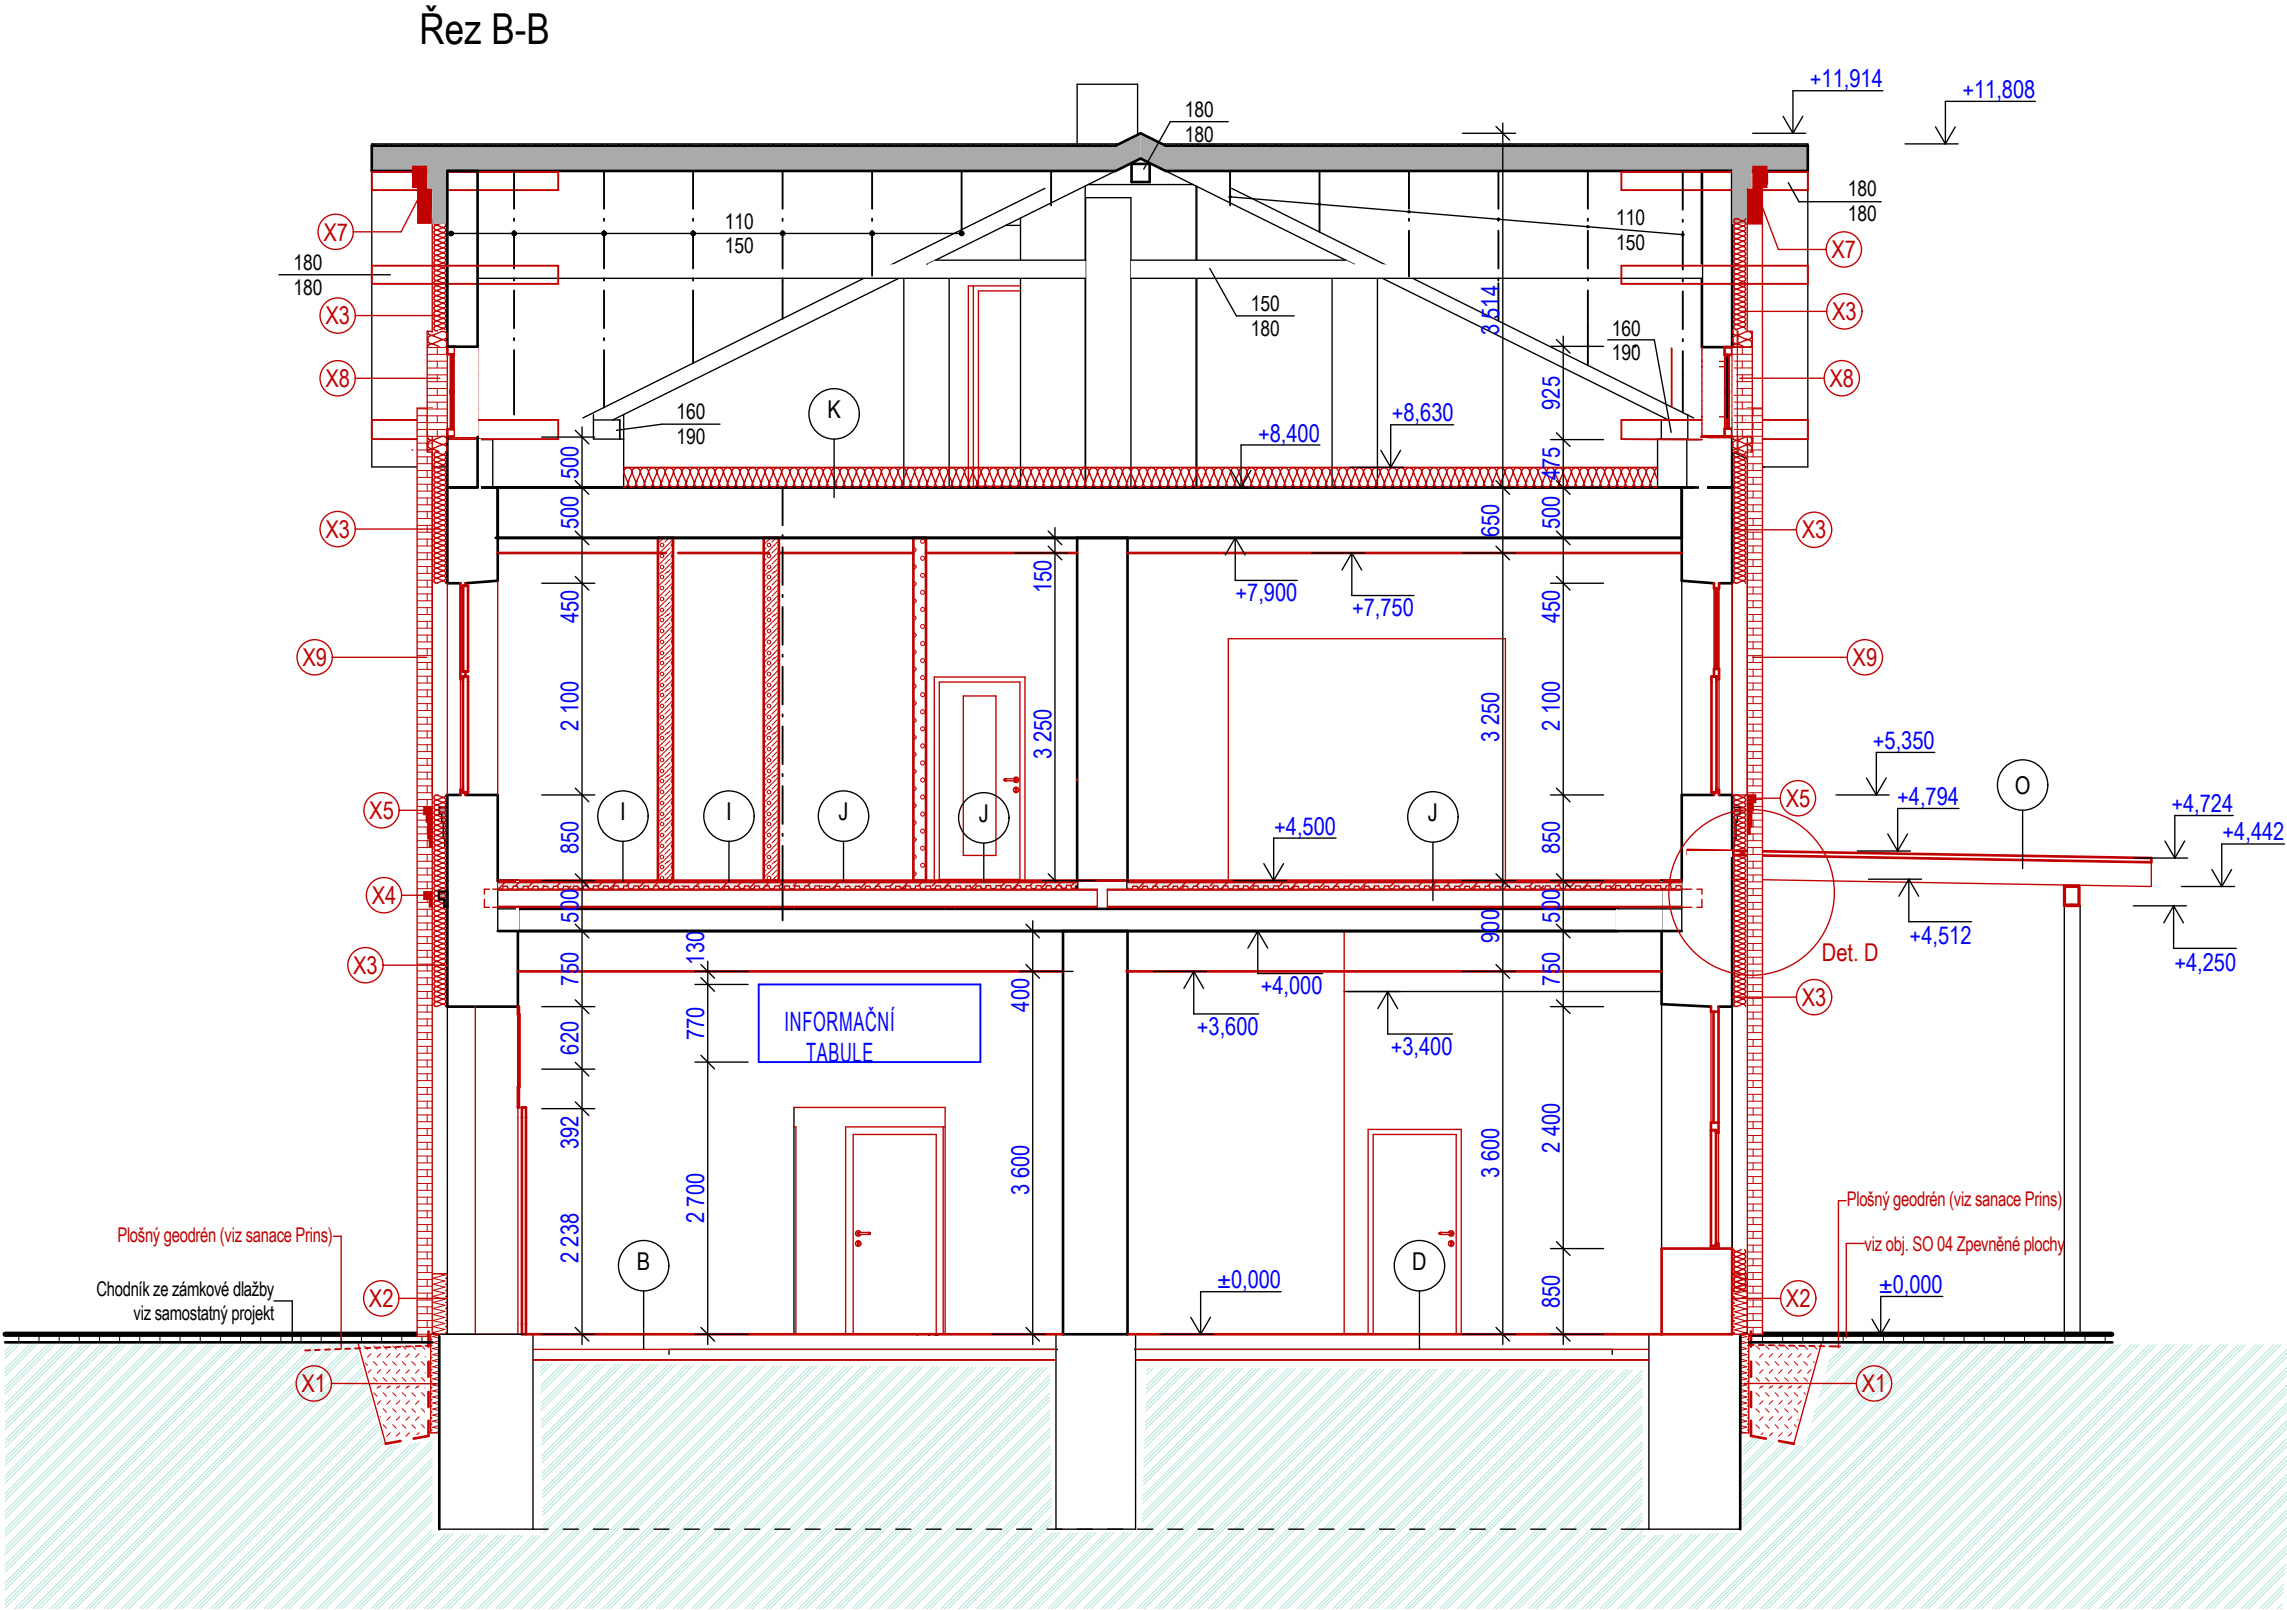 Řez B-B
+11,914
+11,808
180
180
180
180
X7
X7
110
150
110
150
180
180
X3
X3
150
180
3 514
160
190
X8
X8
925
160
190
K
+8,630
+8,400
500
475
500
650
500
X3
X3
150
+7,900
+7,750
450
450
X9
X9
2 100
3 250
3 250
2 100
+5,350
X5
X5
I
I
J
J
J
O
+4,794
+4,724
+4,500
+4,442
850
850
X4
500
900
500
+4,512
Det. D
+4,250
X3
750
130
+4,000
750
X3
400
INFORMAČNÍ
TABULE
+3,600
+3,400
620
770
392
2 700
3 600
3 600
2 400
2 238
Plošný geodrén (viz sanace Prins)
Plošný geodrén (viz sanace Prins)
viz obj. SO 04 Zpevněné plochy
B
D
±0,000
±0,000
850
Chodník ze zámkové dlažby
viz samostatný projekt
X2
X2
X1
X1